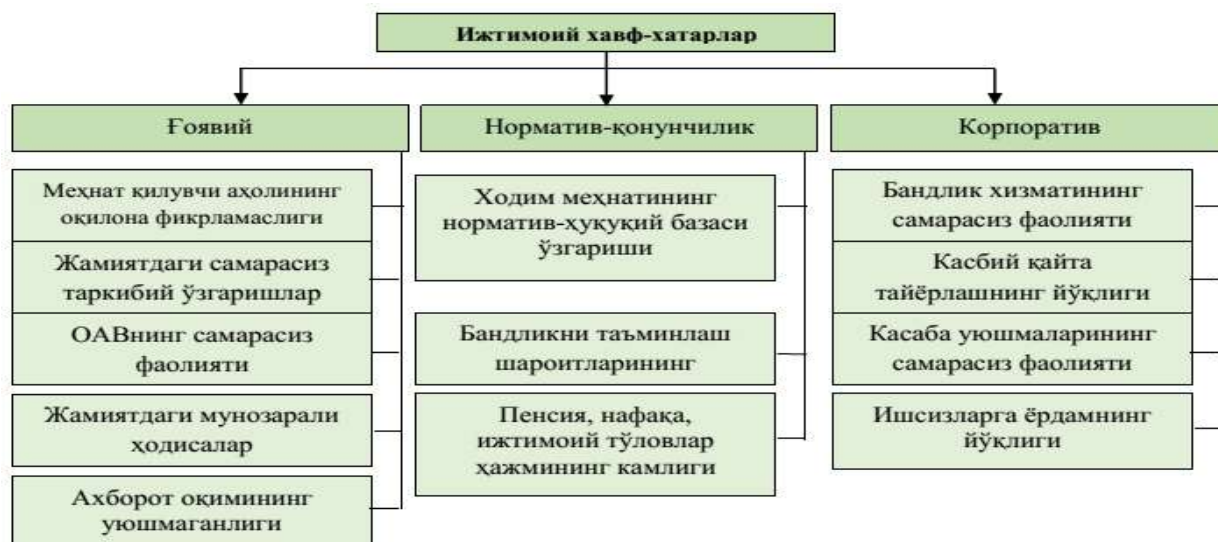 Ижтимоий хавф-хатарлар
Ғоявий
Меҳнат қилувчи аҳолининг
оқилона фикрламаслиги
Жамиятдаги самарасиз
таркибий ўзгаришлар
ОАВнинг самарасиз
фаолияти
Жамиятдаги мунозарали
ҳодисалар
Ахборот оқимининг
уюшмаганлиги
Норматив-қонунчилик
Ходим меҳнатининг
норматив-ҳуқуқий базаси
ўзгариши
Бандликни таъминлаш
шароитларининг
Пенсия, нафақа,
ижтимоий тўловлар
ҳажмининг камлиги
Корпоратив
Бандлик хизматининг
самарасиз фаолияти
Касбий қайта
тайёрлашнинг йўқлиги
Касаба уюшмаларининг
самарасиз фаолияти
Ишсизларга ёрдамнинг
йўқлиги